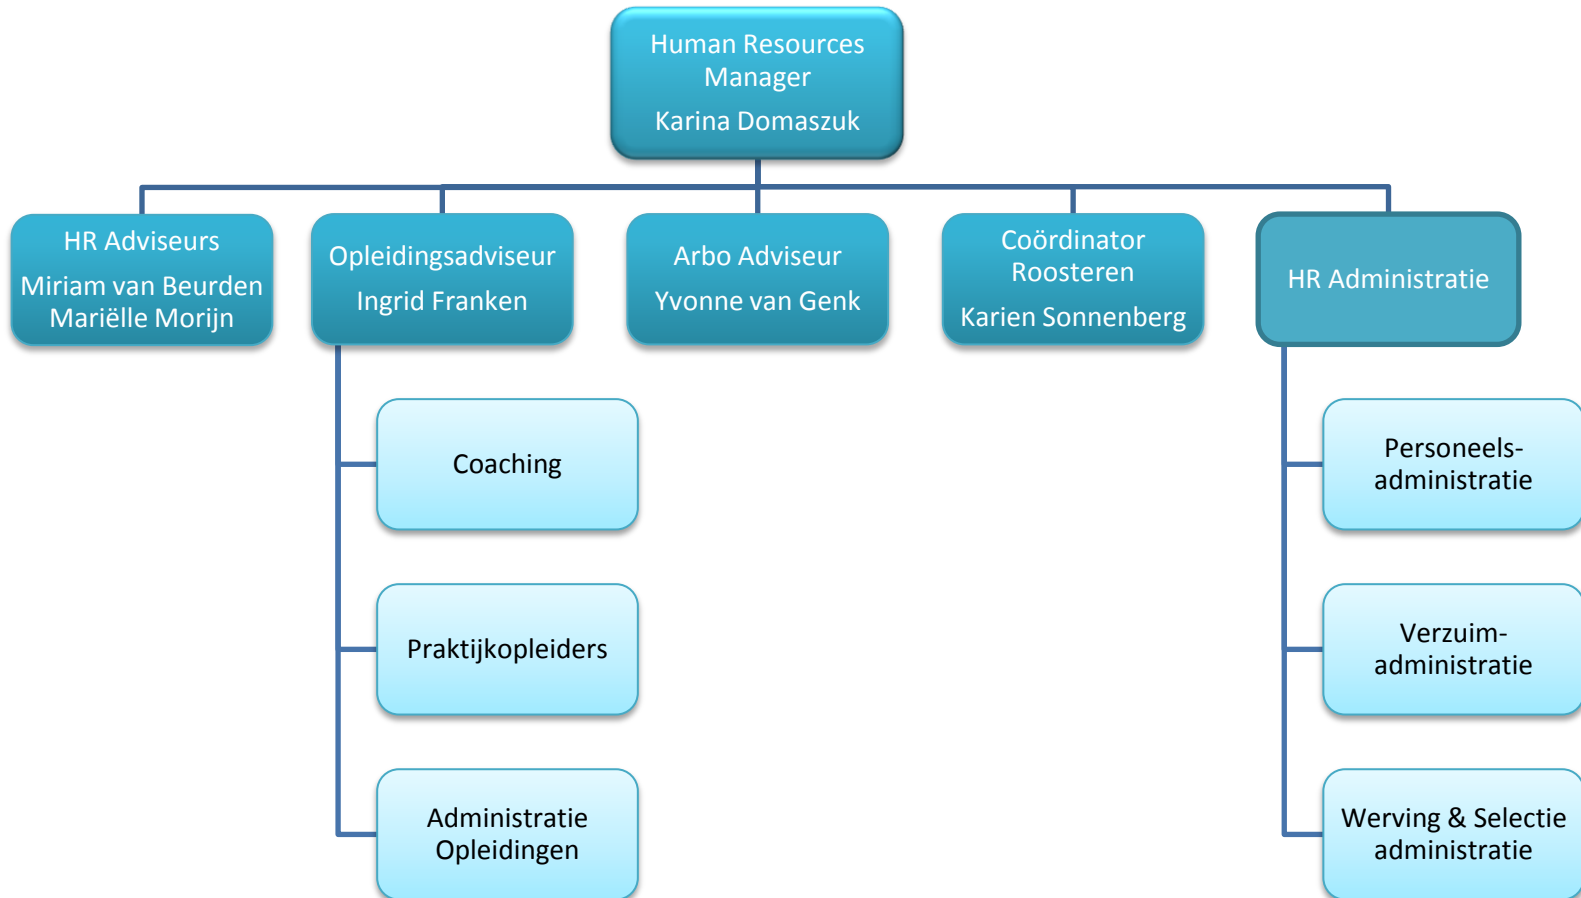 Human Resources
Manager
Karina Domaszuk
HR Adviseurs
Miriam van Beurden
Mariëlle Morijn
Opleidingsadviseur
Ingrid Franken
Arbo Adviseur
Yvonne van Genk
Coördinator
Roosteren
Karien Sonnenberg
HR Administratie
Coaching
Praktijkopleiders
Administratie
Opleidingen
Personeels-
administratie
Verzuim-
administratie
Werving & Selectie
administratie